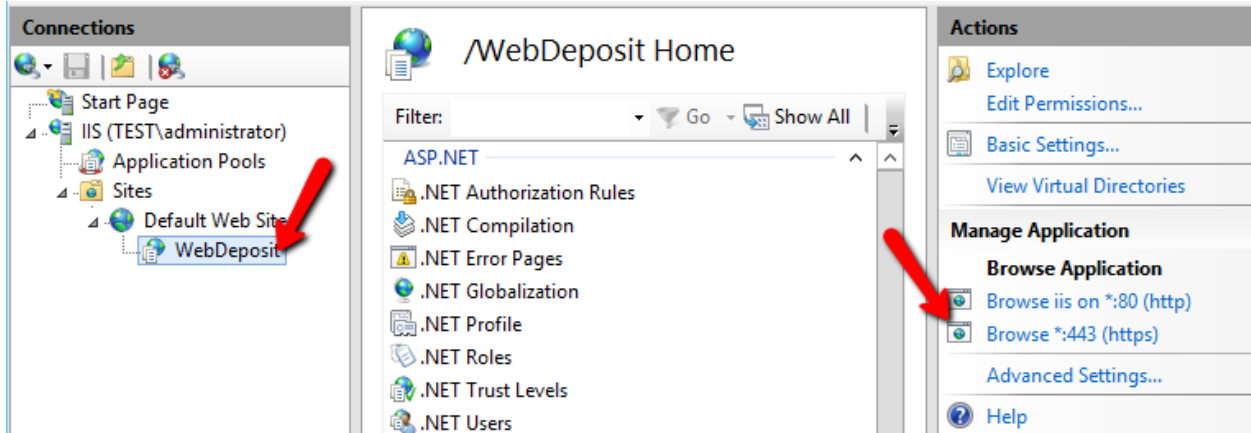 Connections
Start Page
IIS (TEST\administrator)
Application Pools
Sites
Default Web Site
WebDeposit
/WebDeposit Home
Filter:
Go
Show All
ASP.NET
.NET Authorization Rules
.NET Compilation
.NET Error Pages
.NET Globalization
.NET Profile
.NET Roles
.NET Trust Levels
.NET Users
Actions
Explore
Edit Permissions...
Basic Settings...
View Virtual Directories
Manage Application
Browse Application
Browse iis on *:80 (http)
Browse *:443 (https)
Advanced Settings...
Help